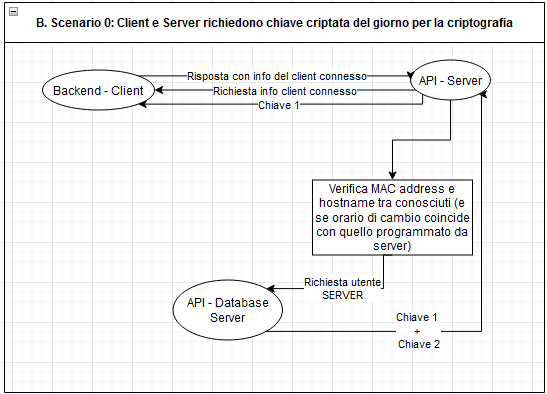 B. Scenario 0: Client e Server richiedono chiave criptata del giorno per la criptografia
Risposta con info del client connesso
Backend - Client
Richiesta info client connesso
API - Server
Chiave 1
Verifica MAC address e
hostname tra conosciuti (e
se orario di cambio coincide
con quello programmato da
server)
Richiesta utente
SERVER
API - Database
Server
Chiave 1
+
Chiave 2